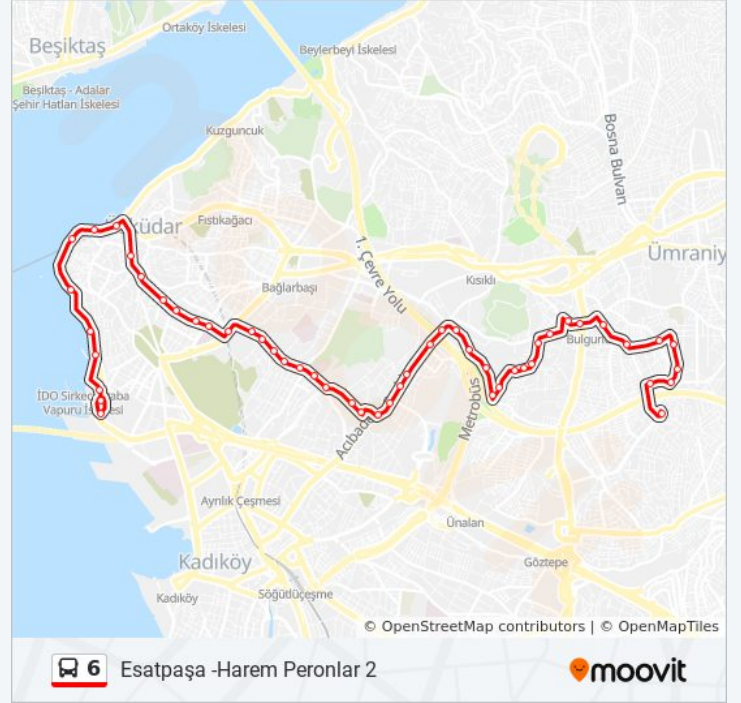 Ortaköy İskelesi
Beşiktaş
Beylerbeyi İskelesi
Beşiktaş - Adalar
Şehir Hatları İskelesi
Bosna Bulvarı
Kuzguncuk
Üsküdar
Fıstıkağacı
1. Çevre Yolu
Ümraniy
Kısıklı
Bağlarbaşı
Bulgurlu
İDO Sirkeci
Vapuru İskelesi
Metrobüs
Acıbadem
Ayrılık Çeşmesi
Ünalan
Kadıköy
Göztepe
Söğütlüçeşme
Kadıköy
© OpenStreetMap contributors | © OpenMapTiles
6 Esatpaşa -Harem Peronlar 2
moovit